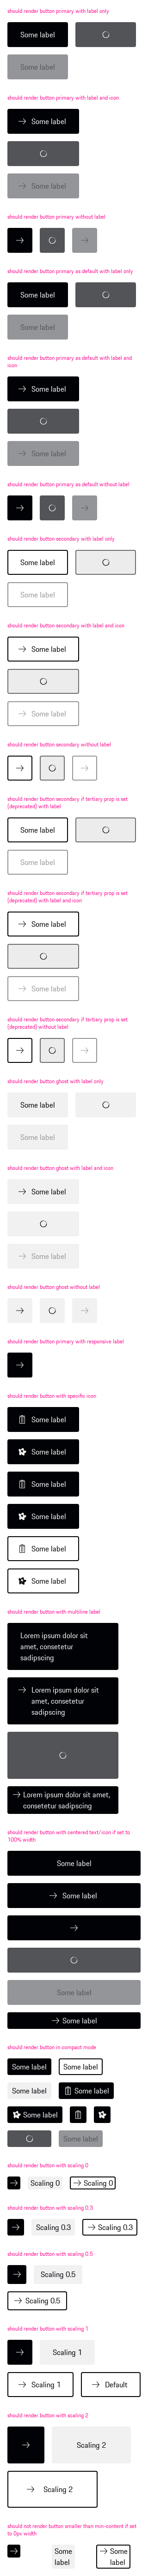 should render button primary with label only
Some label
Some label
should render button primary with label and icon
Some label
Some label
should render button primary without label
should render button primary as default with label only
Some label
Some label
should render button primary as default with label and
icon
Some label
Some label
should render button primary as default without label
should render button secondary with label only
Some label
Some label
should render button secondary with label and icon
Some label
Some label
should render button secondary without label
should render button secondary if tertiary prop is set
(deprecated) with label
Some label
Some label
should render button secondary if tertiary prop is set
(deprecated) with label and icon
Some label
Some label
should render button secondary if tertiary prop is set
(deprecated) without label
should render button ghost with label only
Some label
Some label
should render button ghost with label and icon
Some label
Some label
should render button ghost without label
should render button primary with responsive label
should render button with specific icon
Some label
Some label
Some label
Some label
Some label
Some label
should render button with multiline label
Lorem ipsum dolor sit
amet, consetetur
sadipscing
Lorem ipsum dolor sit
amet, consetetur
sadipscing
Lorem ipsum dolor sit amet,
consetetur sadipscing
should render button with centered text/icon if set to
100% width
Some label
Some label
Some label
Some label
should render button in compact mode
Some label Some label
Some label Some label
Some label
Some label
should render button with scaling 0
Scaling 0 Scaling 0
should render button with scaling 0.3
Scaling 0.3 Scaling 0.3
should render button with scaling 0.5
Scaling 0.5
Scaling 0.5
should render button with scaling 1
Scaling 1
Scaling 1 Default
should render button with scaling 2
Scaling 2
Scaling 2
should not render button smaller than min-content if set
to 0px width
Some Some
label label